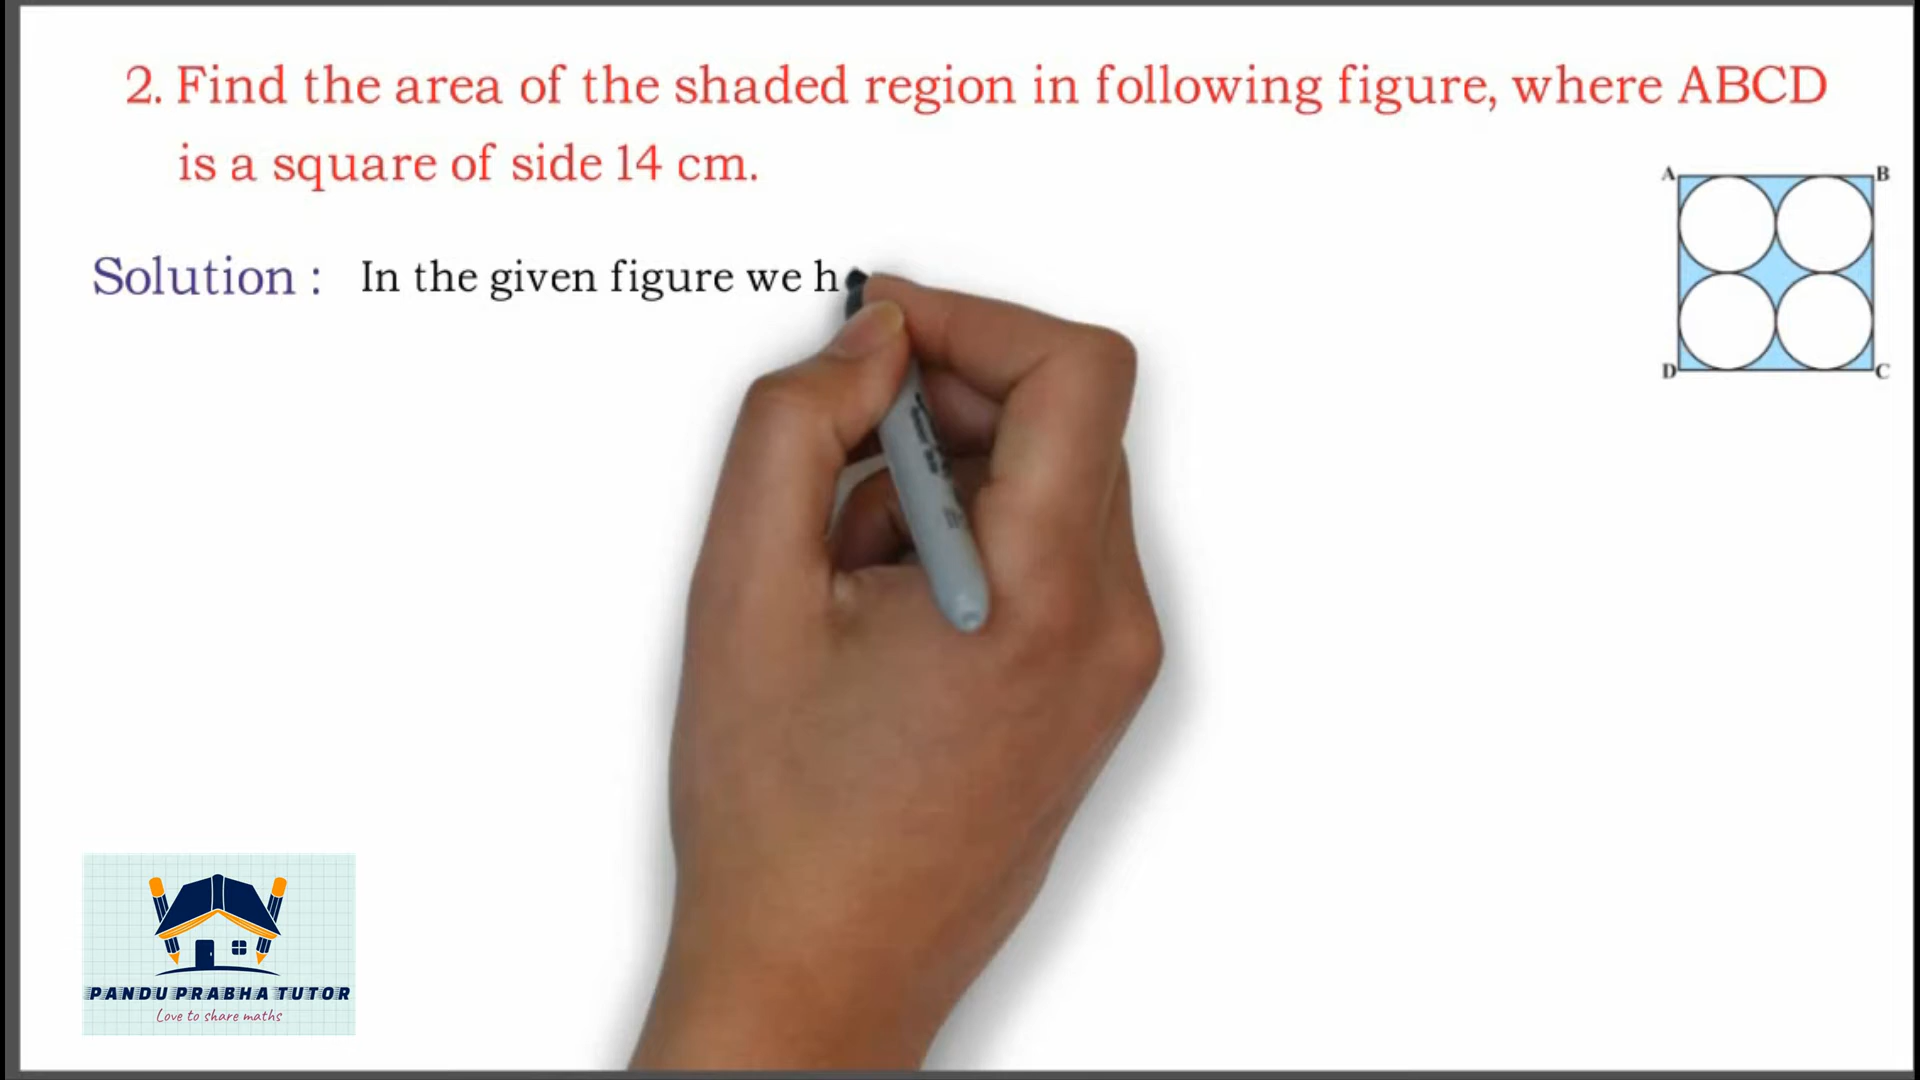 2. Find the area of the shaded region in following figure, where ABCD
is a square of side 14 cm.
A B
Solution : In the given figure we h
D C
PANDU PRABHA TUTOR
Love to share maths